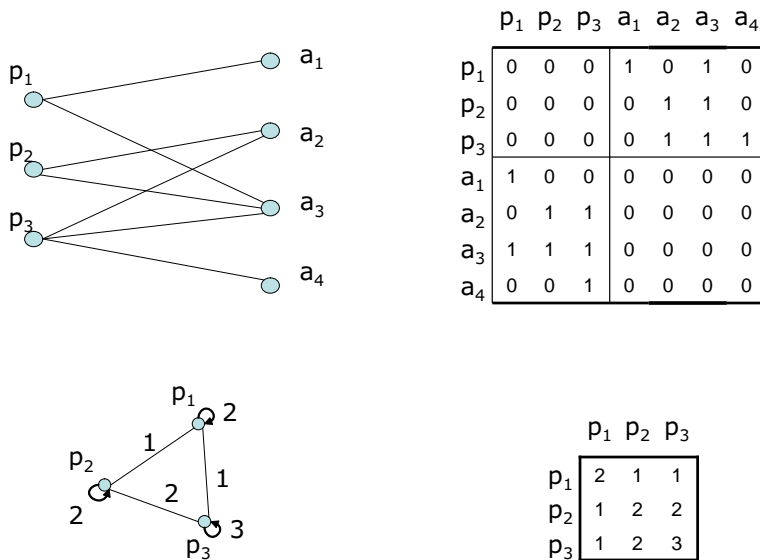 p1
p2
p3
a1
a2
a3
a4
p1 p2 p3 a1 a2 a3 a4
p1 0 0 0 1 0 1 0
p2 0 0 0 0 1 1 0
p3 0 0 0 0 1 1 1
a1 1 0 0 0 0 0 0
a2 0 1 1 0 0 0 0
a3 1 1 1 0 0 0 0
a4 0 0 1 0 0 0 0
p1
2
1
p2
1
2
2
3
p3
p1 p2 p3
p1 2 1 1
p2 1 2 2
p3 1 2 3